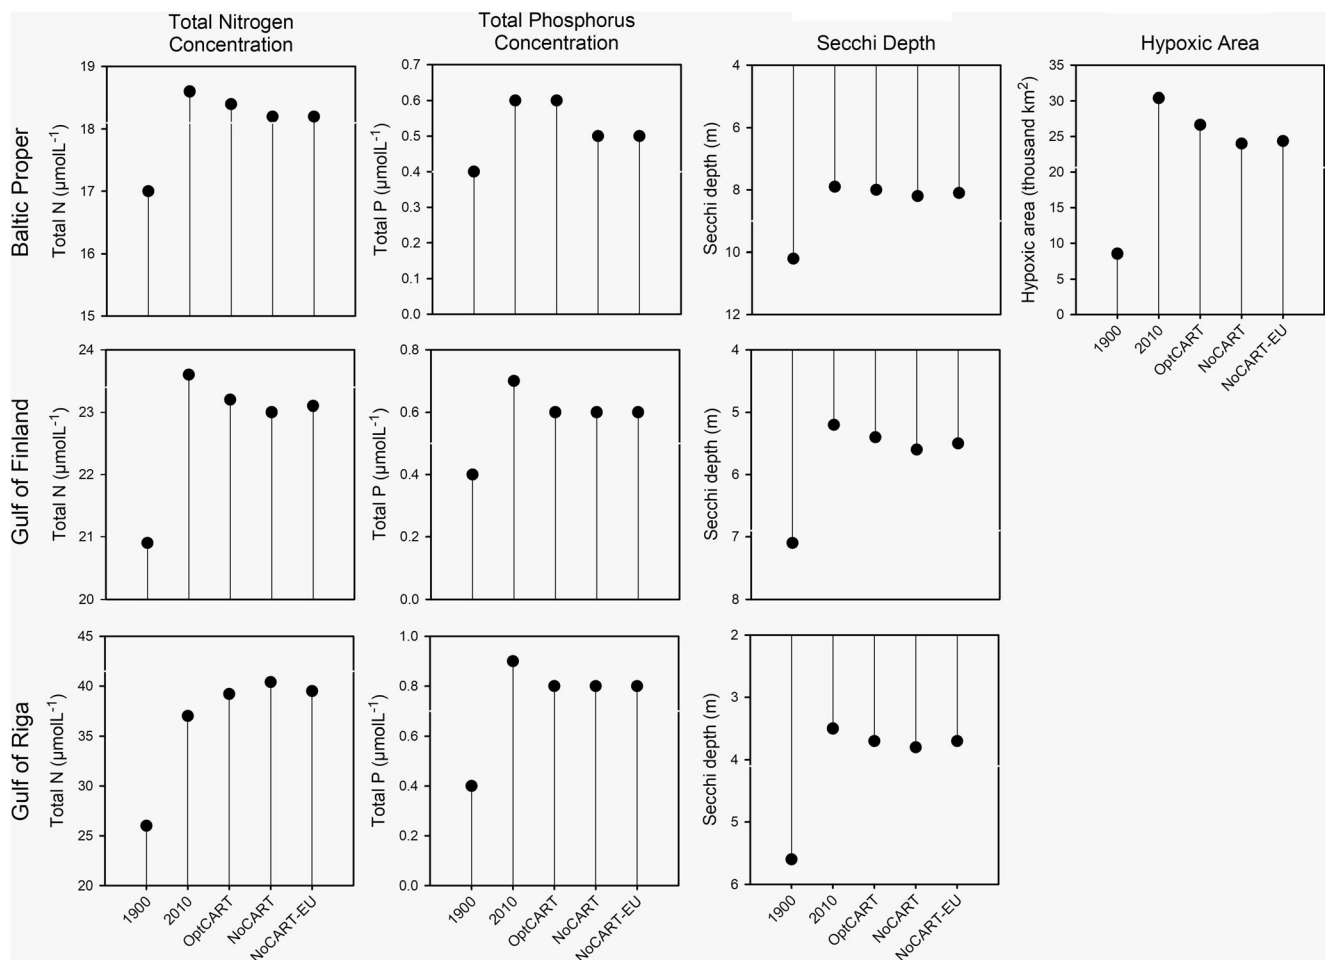 Total Nitrogen
Concentration
Total Phosphorus
Concentration
Secchi Depth
Hypoxic Area
Baltic Proper
Total N (µmolL⁻¹)
19
18
17
16
15
Total P (µmolL⁻¹)
0.7
0.6
0.5
0.4
0.3
0.2
0.1
0.0
Secchi depth (m)
4
6
8
10
12
Hypoxic area (thousand km²)
35
30
25
20
15
10
5
0
1900
2010
OptCART
NoCART
NoCART-EU
Gulf of Finland
Total N (µmolL⁻¹)
24
23
22
21
20
Total P (µmolL⁻¹)
0.8
0.6
0.4
0.2
0.0
Secchi depth (m)
4
5
6
7
8
Gulf of Riga
Total N (µmolL⁻¹)
45
40
35
30
25
20
1900
2010
OptCART
NoCART
NoCART-EU
Total P (µmolL⁻¹)
1.0
0.8
0.6
0.4
0.2
0.0
1900
2010
OptCART
NoCART
NoCART-EU
Secchi depth (m)
2
3
4
5
6
1900
2010
OptCART
NoCART
NoCART-EU